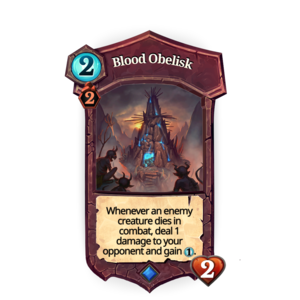 2
Blood Obelisk
2
Whenever an enemy
creature dies in
combat, deal 1
damage to your
opponent and gain 1.
2